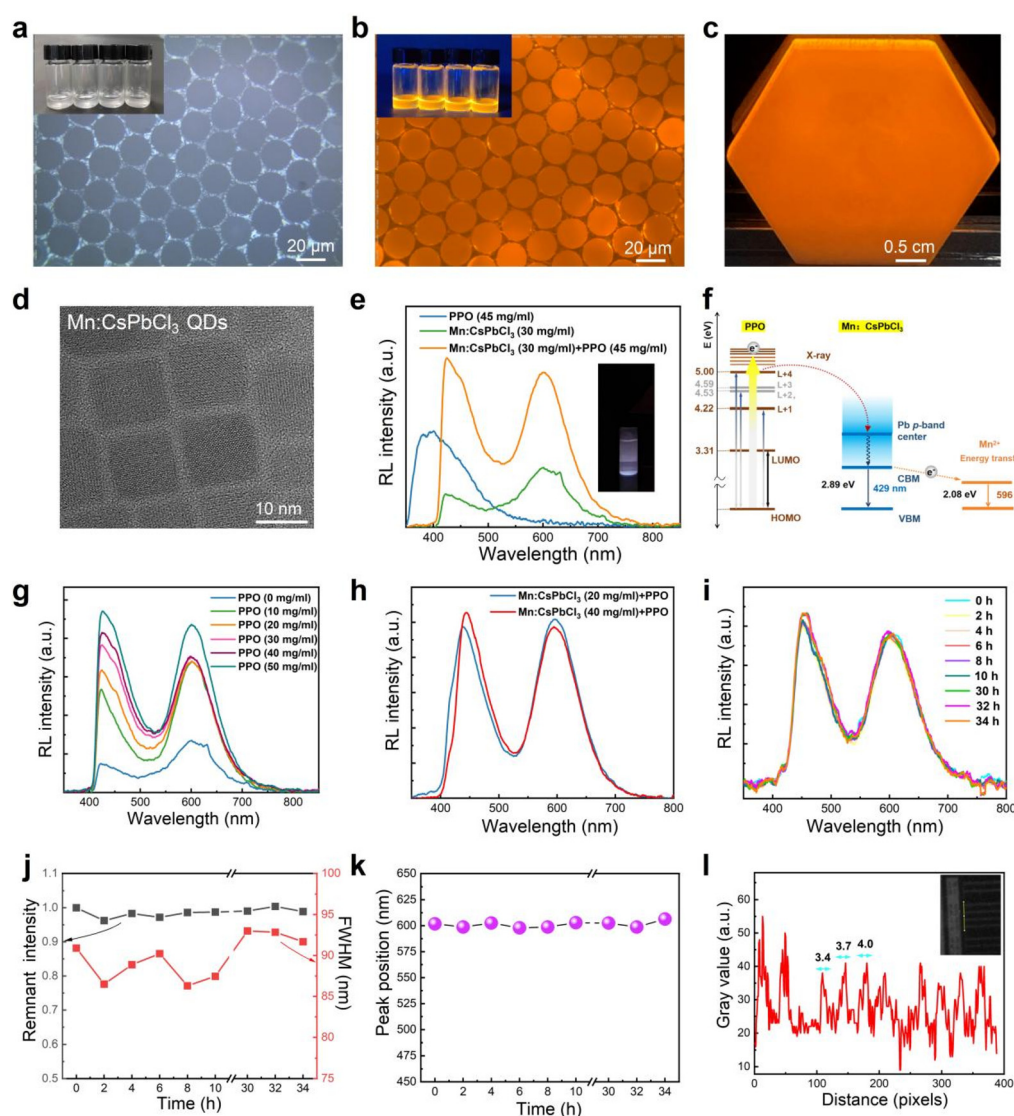 a
20 μm
b
20 μm
c
0.5 cm
d
Mn:CsPbCl3 QDs
10 nm
e
PPO (45 mg/ml)
Mn:CsPbCl3 (30 mg/ml)
Mn:CsPbCl3 (30 mg/ml)+PPO (45 mg/ml)
RL intensity (a.u.)
400 500 600 700 800
Wavelength (nm)
f
E (eV)
PPO
Mn: CsPbCl3
e-
X-ray
5.00
4.59
4.53
4.22
3.31
L+4
L+3
L+2,
L+1
LUMO
HOMO
Pb p-band
center
CBM
2.89 eV
429 nm
VBM
Mn2+
Energy transf
e-
2.08 eV
596
g
PPO (0 mg/ml)
PPO (10 mg/ml)
PPO (20 mg/ml)
PPO (30 mg/ml)
PPO (40 mg/ml)
PPO (50 mg/ml)
RL intensity (a.u.)
400 500 600 700 800
Wavelength (nm)
h
Mn:CsPbCl3 (20 mg/ml)+PPO
Mn:CsPbCl3 (40 mg/ml)+PPO
RL intensity (a.u.)
400 500 600 700 800
Wavelength (nm)
i
0 h
2 h
4 h
6 h
8 h
10 h
30 h
32 h
34 h
RL intensity (a.u.)
400 500 600 700 800
Wavelength (nm)
j
Remnant intensity
1.1
1.0
0.9
0.8
0.7
0.6
0.5
FWHM (nm)
100
95
90
85
80
75
0 2 4 6 8 10 30 32 34
Time (h)
k
Peak position (nm)
650
625
600
575
550
525
500
475
450
0 2 4 6 8 10 30 32 34
Time (h)
l
Gray value (a.u.)
70
60
50
40
30
20
10
3.4
3.7
4.0
0 100 200 300 400
Distance (pixels)